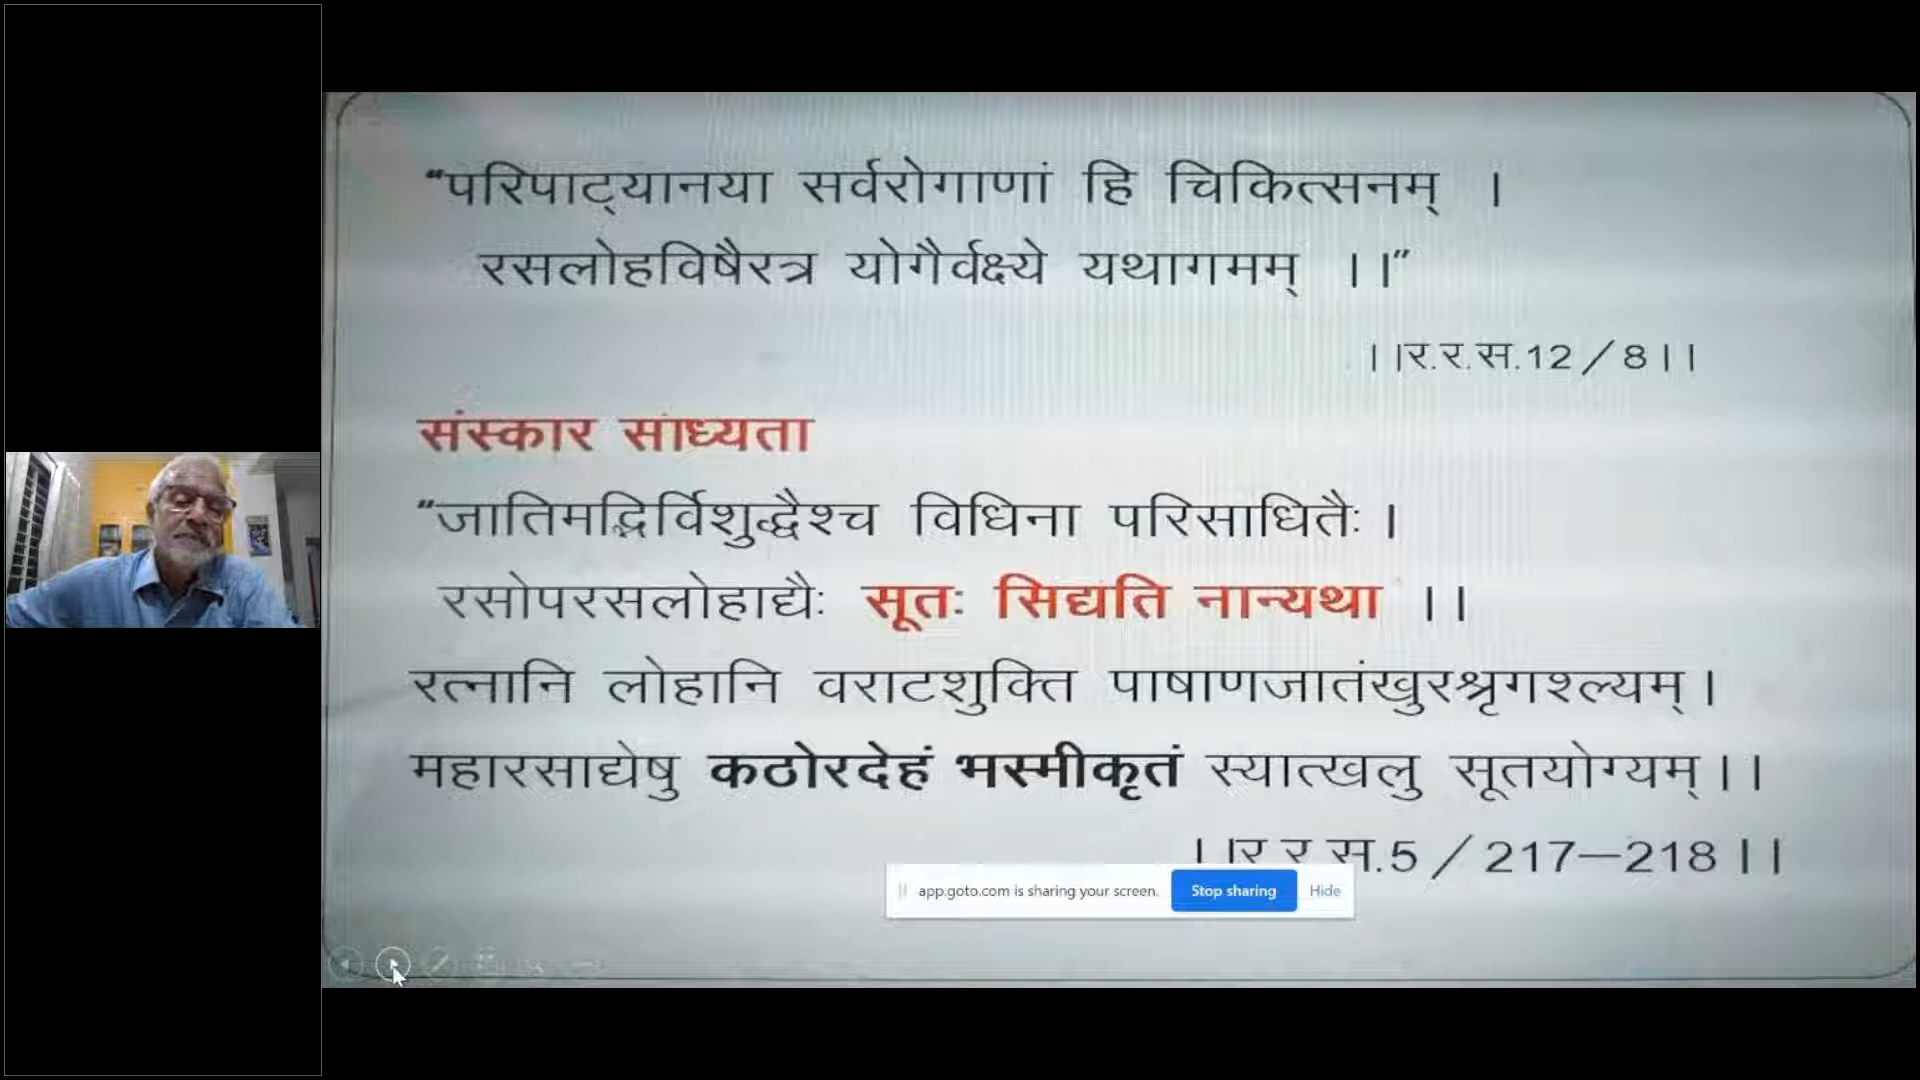 “परिपाट्यानया सर्वरोगाणां हि चिकित्सनम् ।
रसलोहविषैरत्र योगैर्वक्ष्ये यथागमम् ।।”
।।र.र.स.12/8।।
संस्कार साध्यता
“जातिमद्भिर्विशुद्धैश्च विधिना परिसाधितैः ।
रसोपरसलोहाद्यैः सूतः सिद्यति नान्यथा ।।
रत्नानि लोहानि वराटशुक्ति पाषाणजातंखुरश्रृगश्ल्यम् ।
महारसाद्येषु कठोरदेहं भस्मीकृतं स्यात्खलु सूतयोग्यम् ।।
।।र र स.5/217–218।।
app.goto.com is sharing your screen. Stop sharing Hide